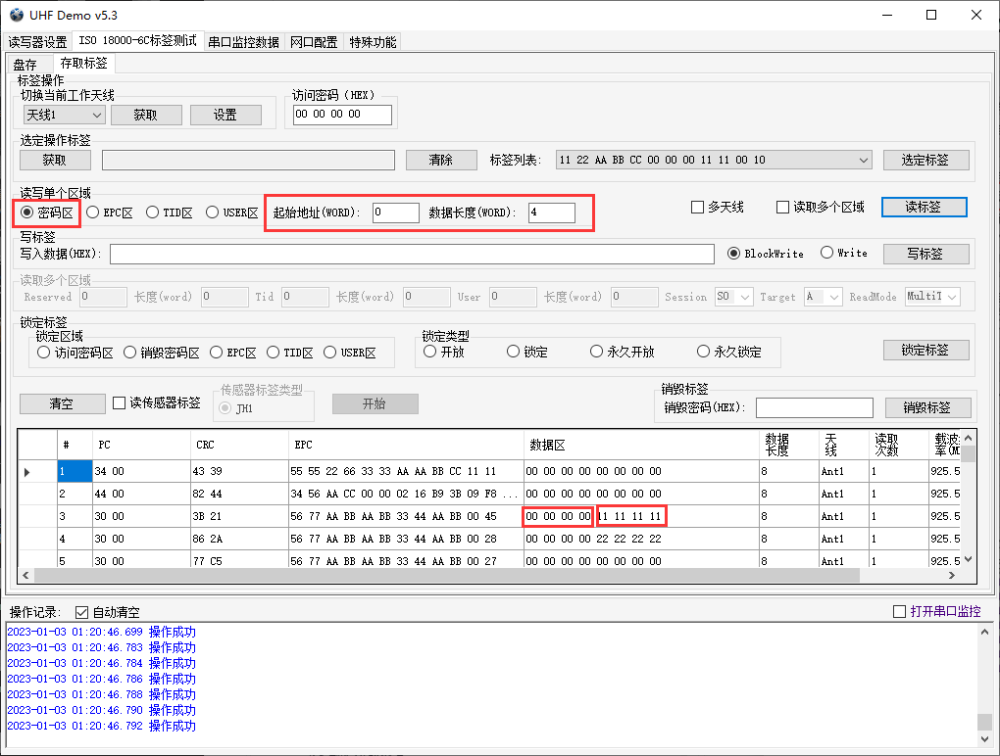 UHF Demo v5.3
读写器设置 ISO 18000-6C标签测试 串口监控数据 网口配置 特殊功能
盘存 存取标签
标签操作
切换当前工作天线 访问密码（HEX）
天线1 获取 设置 00 00 00 00
选定操作标签
获取 清除 标签列表: 11 22 AA BB CC 00 00 00 11 11 00 10 选定标签
读写单个区域
密码区 EPC区 TID区 USER区 起始地址(WORD): 0 数据长度(WORD): 4 多天线 读取多个区域 读标签
写标签
写入数据(HEX): BlockWrite Write 写标签
读取多个区域
Reserved 0 长度(word) 0 Tid 0 长度(word) 0 User 0 长度(word) 0 Session S0 Target A ReadMode MultiT
锁定标签
锁定区域 锁定类型
访问密码区 销毁密码区 EPC区 TID区 USER区 开放 锁定 永久开放 永久锁定 锁定标签
传感器标签类型 销毁标签
清空 读传感器标签 JH1 开始 销毁密码(HEX): 销毁标签
# PC CRC EPC 数据区 数据长度 天线 读取次数 载波 率(M
1 34 00 43 39 55 55 22 66 33 33 AA AA BB CC 11 11 00 00 00 00 00 00 00 00 8 Ant1 1 925.5
2 44 00 82 44 34 56 AA CC 00 00 02 16 B9 3B 09 F8 ... 00 00 00 00 00 00 00 00 8 Ant1 1 925.5
3 30 00 3B 21 56 77 AA BB AA BB 33 44 AA BB 00 45 00 00 00 00 11 11 11 11 8 Ant1 1 925.5
4 30 00 86 2A 56 77 AA BB AA BB 33 44 AA BB 00 28 00 00 00 00 22 22 22 22 8 Ant1 1 925.5
5 30 00 77 C5 56 77 AA BB AA BB 33 44 AA BB 00 27 00 00 00 00 00 00 00 00 8 Ant1 1 925.5
操作记录: 自动清空 打开串口监控
2023-01-03 01:20:46.699 操作成功
2023-01-03 01:20:46.783 操作成功
2023-01-03 01:20:46.784 操作成功
2023-01-03 01:20:46.786 操作成功
2023-01-03 01:20:46.788 操作成功
2023-01-03 01:20:46.790 操作成功
2023-01-03 01:20:46.792 操作成功